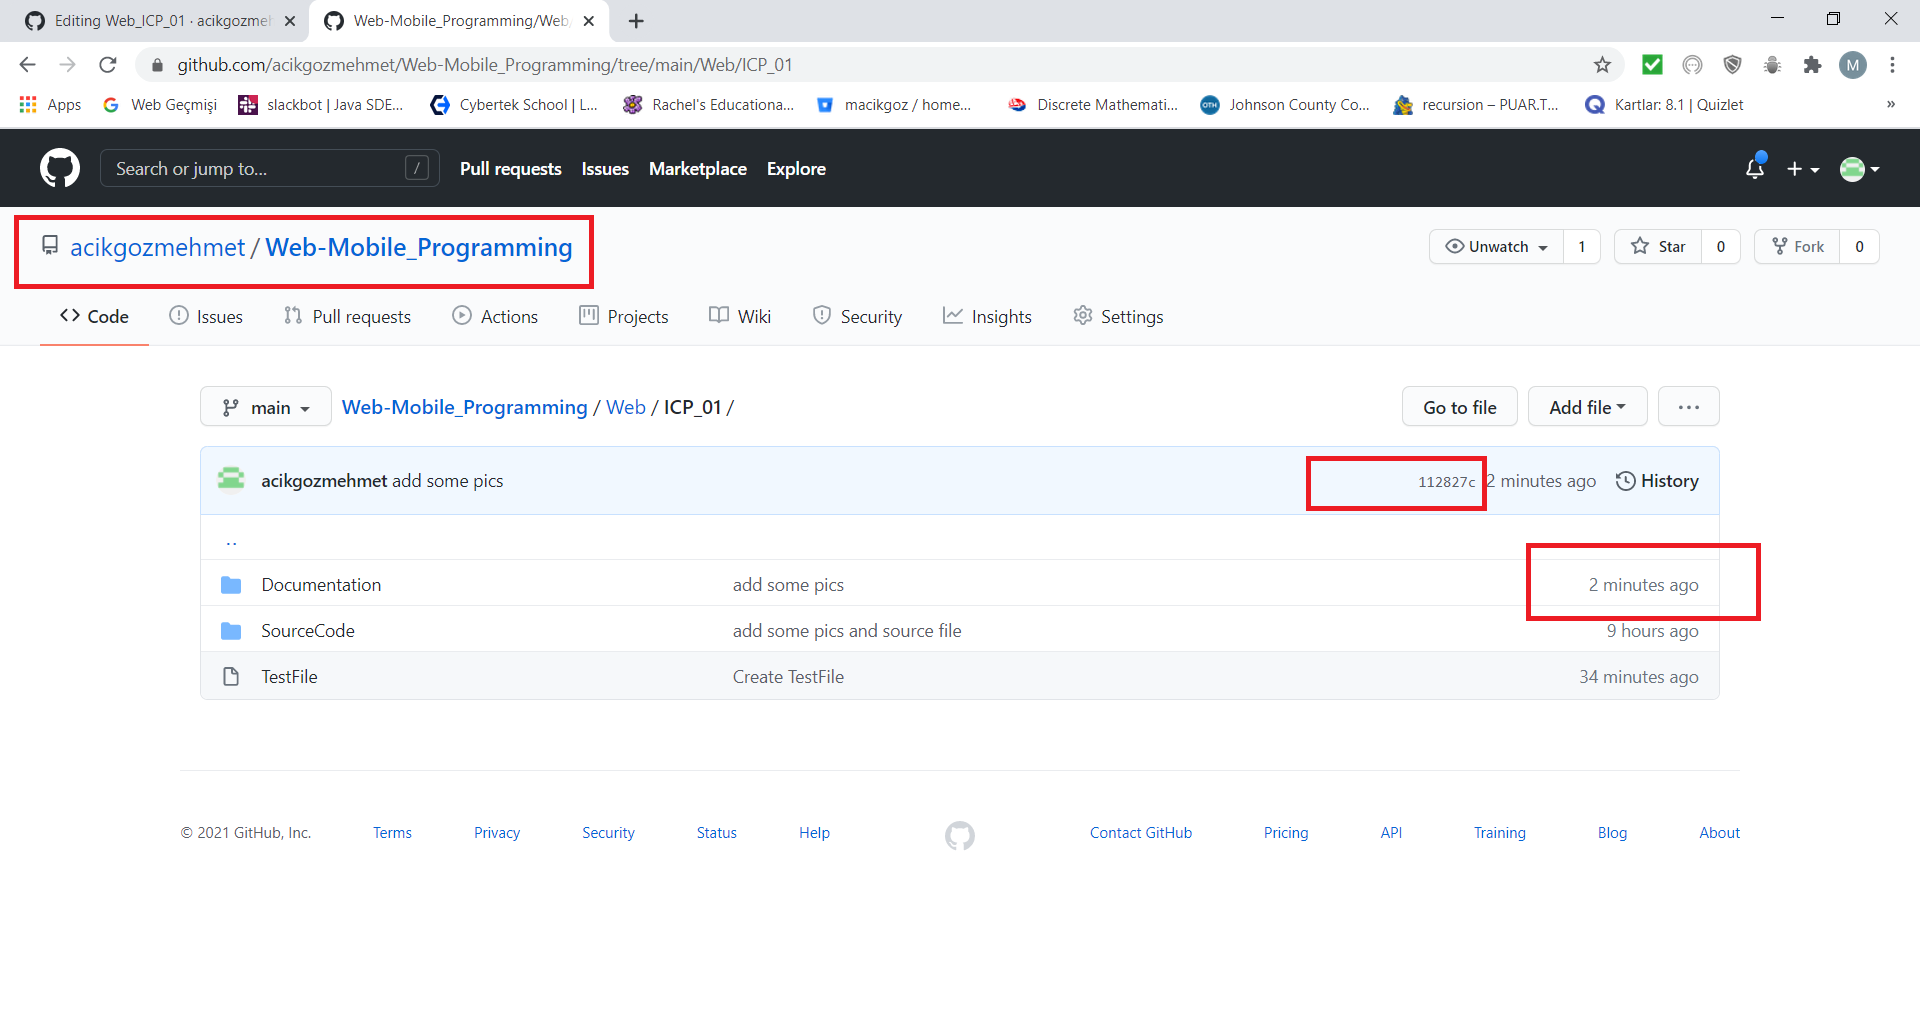 Editing Web_ICP_01 · acikgozmeh
Web-Mobile_Programming/Web
github.com/acikgozmehmet/Web-Mobile_Programming/tree/main/Web/ICP_01
M
Apps Web Geçmişi slackbot | Java SDE... Cybertek School | L... Rachel's Educationa... macikgoz / home... Discrete Mathemati... OTH Johnson County Co... recursion – PUAR.T... Kartlar: 8.1 | Quizlet »
Search or jump to... / Pull requests Issues Marketplace Explore
acikgozmehmet / Web-Mobile_Programming
Unwatch 1 Star 0 Fork 0
Code Issues Pull requests Actions Projects Wiki Security Insights Settings
main Web-Mobile_Programming / Web / ICP_01 / Go to file Add file ...
acikgozmehmet add some pics 112827c 2 minutes ago History
..
Documentation add some pics 2 minutes ago
SourceCode add some pics and source file 9 hours ago
TestFile Create TestFile 34 minutes ago
© 2021 GitHub, Inc. Terms Privacy Security Status Help Contact GitHub Pricing API Training Blog About